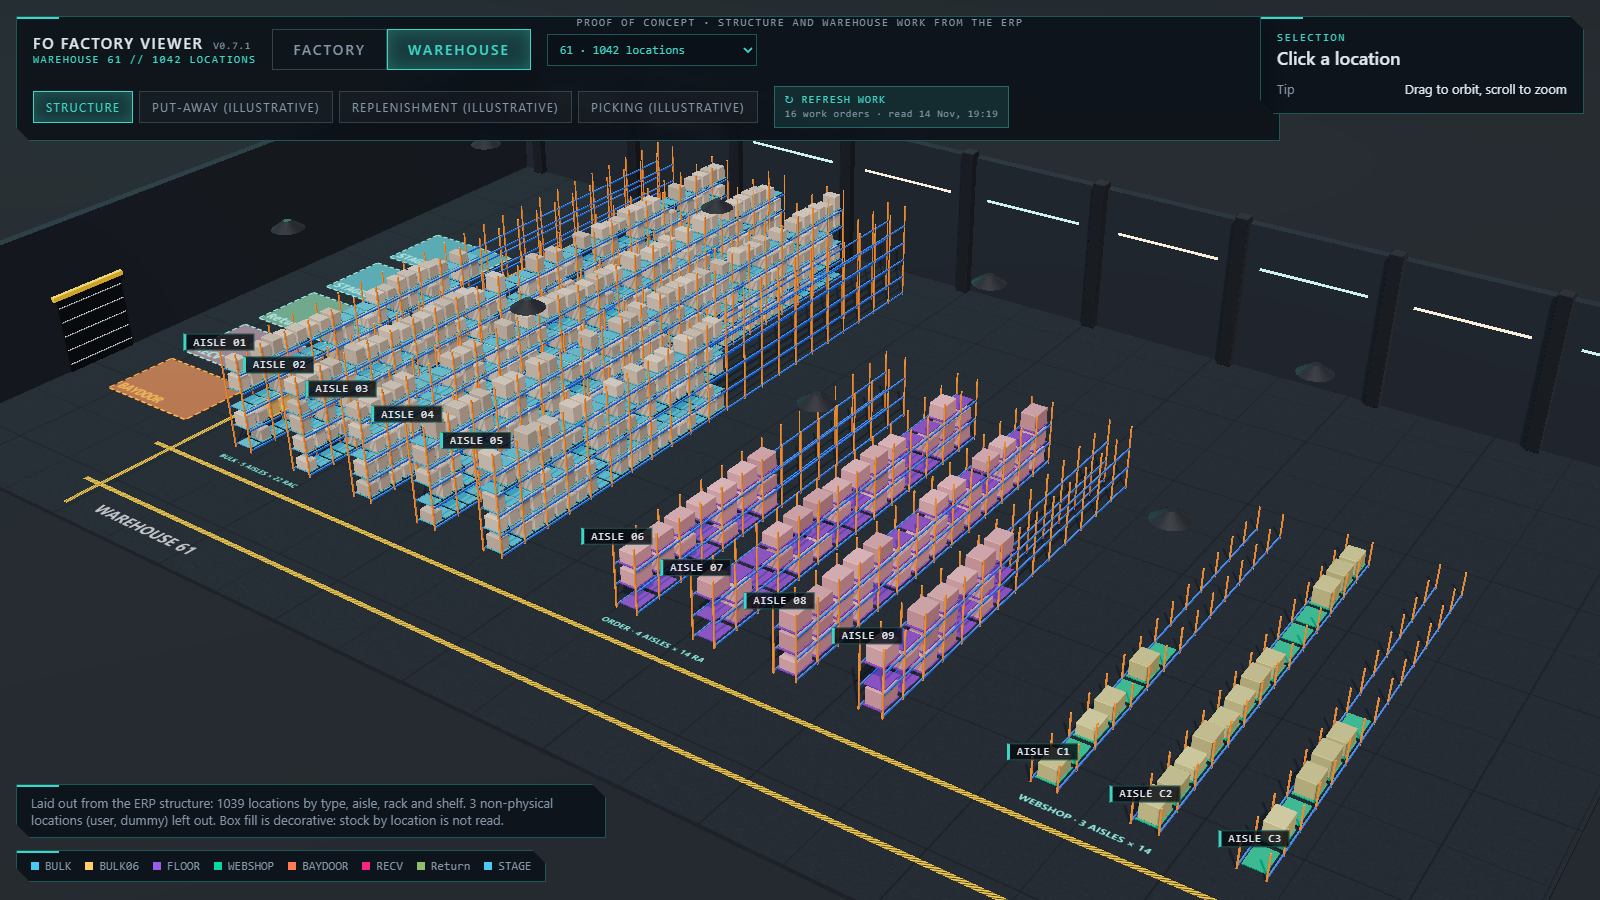 PROOF OF CONCEPT · STRUCTURE AND WAREHOUSE WORK FROM THE ERP
FO FACTORY VIEWER V0.7.1
WAREHOUSE 61 // 1042 LOCATIONS
FACTORY
WAREHOUSE
61 · 1042 locations
STRUCTURE
PUT-AWAY (ILLUSTRATIVE)
REPLENISHMENT (ILLUSTRATIVE)
PICKING (ILLUSTRATIVE)
↻ REFRESH WORK
16 work orders · read 14 Nov, 19:19
SELECTION
Click a location
Tip
Drag to orbit, scroll to zoom
AISLE 01
AISLE 02
AISLE 03
AISLE 04
AISLE 05
BAYDOOR
BULK · 5 AISLES × 22 RAC
WAREHOUSE 61
AISLE 06
AISLE 07
AISLE 08
AISLE 09
ORDER · 4 AISLES × 14 RA
AISLE C1
AISLE C2
AISLE C3
WEBSHOP · 3 AISLES × 14
Laid out from the ERP structure: 1039 locations by type, aisle, rack and shelf. 3 non-physical
locations (user, dummy) left out. Box fill is decorative: stock by location is not read.
BULK
BULK06
FLOOR
WEBSHOP
BAYDOOR
RECV
Return
STAGE